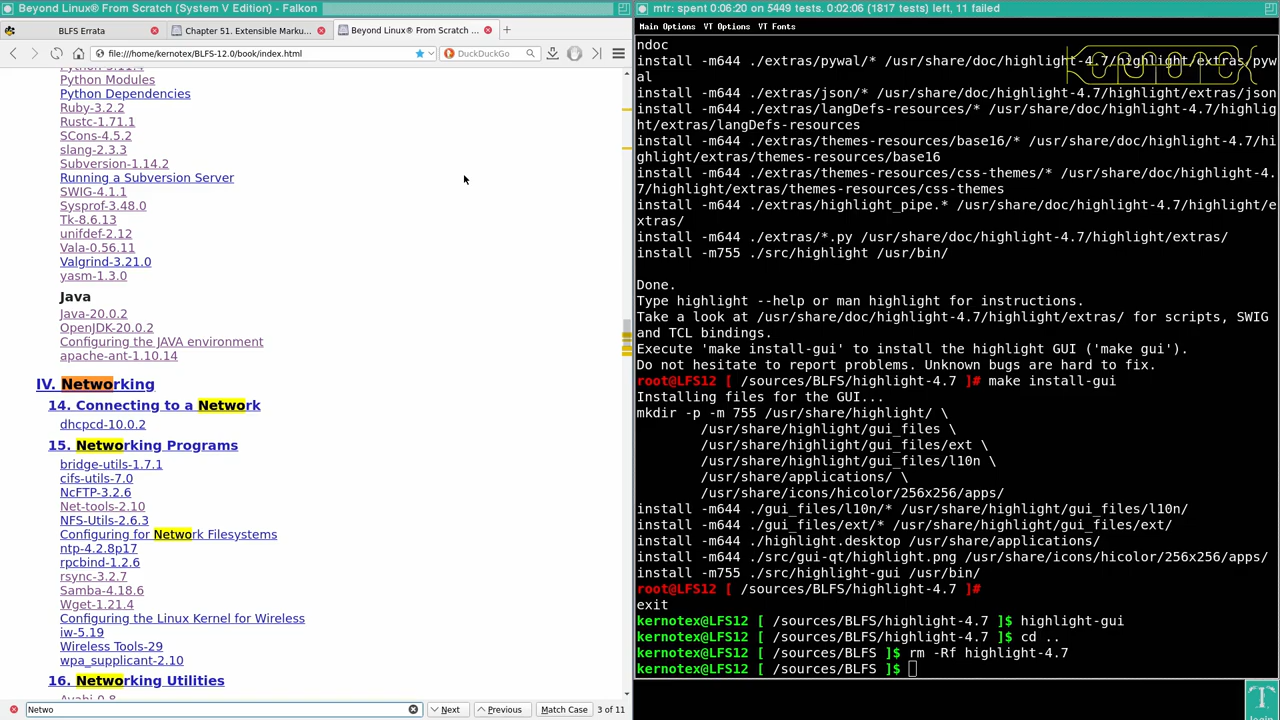 Beyond Linux® From Scratch (System V Edition) - Falkon
BLFS Errata
Chapter 51. Extensible Marku...
Beyond Linux® From Scratch ...
file:///home/kernotex/BLFS-12.0/book/index.html
DuckDuckGo
Python Modules
Python Dependencies
Ruby-3.2.2
Rustc-1.71.1
SCons-4.5.2
slang-2.3.3
Subversion-1.14.2
Running a Subversion Server
SWIG-4.1.1
Sysprof-3.48.0
Tk-8.6.13
unifdef-2.12
Vala-0.56.11
Valgrind-3.21.0
yasm-1.3.0
Java
Java-20.0.2
OpenJDK-20.0.2
Configuring the JAVA environment
apache-ant-1.10.14
IV. Networking
14. Connecting to a Network
dhcpcd-10.0.2
15. Networking Programs
bridge-utils-1.7.1
cifs-utils-7.0
NcFTP-3.2.6
Net-tools-2.10
NFS-Utils-2.6.3
Configuring for Network Filesystems
ntp-4.2.8p17
rpcbind-1.2.6
rsync-3.2.7
Samba-4.18.6
Wget-1.21.4
Configuring the Linux Kernel for Wireless
iw-5.19
Wireless Tools-29
wpa_supplicant-2.10
16. Networking Utilities
Avahi-0.8
Netwo
Next
Previous
Match Case
3 of 11
mtr: spent 0:06:20 on 5449 tests. 0:02:06 (1817 tests) left, 11 failed
Main Options VT Options VT Fonts
ndoc
install -m644 ./extras/pywal/* /usr/share/doc/highlight-4.7/highlight/extras/pyw
al
install -m644 ./extras/json/* /usr/share/doc/highlight-4.7/highlight/extras/json
install -m644 ./extras/langDefs-resources/* /usr/share/doc/highlight-4.7/highlig
ht/extras/langDefs-resources
install -m644 ./extras/themes-resources/base16/* /usr/share/doc/highlight-4.7/hi
ghlight/extras/themes-resources/base16
install -m644 ./extras/themes-resources/css-themes/* /usr/share/doc/highlight-4.
7/highlight/extras/themes-resources/css-themes
install -m644 ./extras/highlight_pipe.* /usr/share/doc/highlight-4.7/highlight/e
xtras/
install -m644 ./extras/*.py /usr/share/doc/highlight-4.7/highlight/extras/
install -m755 ./src/highlight /usr/bin/
Done.
Type highlight --help or man highlight for instructions.
Take a look at /usr/share/doc/highlight-4.7/highlight/extras/ for scripts, SWIG
and TCL bindings.
Execute 'make install-gui' to install the highlight GUI ('make gui').
Do not hesitate to report problems. Unknown bugs are hard to fix.
root@LFS12 [ /sources/BLFS/highlight-4.7 ]# make install-gui
Installing files for the GUI...
mkdir -p -m 755 /usr/share/highlight/ \
/usr/share/highlight/gui_files \
/usr/share/highlight/gui_files/ext \
/usr/share/highlight/gui_files/l10n \
/usr/share/applications/ \
/usr/share/icons/hicolor/256x256/apps/
install -m644 ./gui_files/l10n/* /usr/share/highlight/gui_files/l10n/
install -m644 ./gui_files/ext/* /usr/share/highlight/gui_files/ext/
install -m644 ./highlight.desktop /usr/share/applications/
install -m644 ./src/gui-qt/highlight.png /usr/share/icons/hicolor/256x256/apps/
install -m755 ./src/highlight-gui /usr/bin/
root@LFS12 [ /sources/BLFS/highlight-4.7 ]#
exit
kernotex@LFS12 [ /sources/BLFS/highlight-4.7 ]$ highlight-gui
kernotex@LFS12 [ /sources/BLFS/highlight-4.7 ]$ cd ..
kernotex@LFS12 [ /sources/BLFS ]$ rm -Rf highlight-4.7
kernotex@LFS12 [ /sources/BLFS ]$